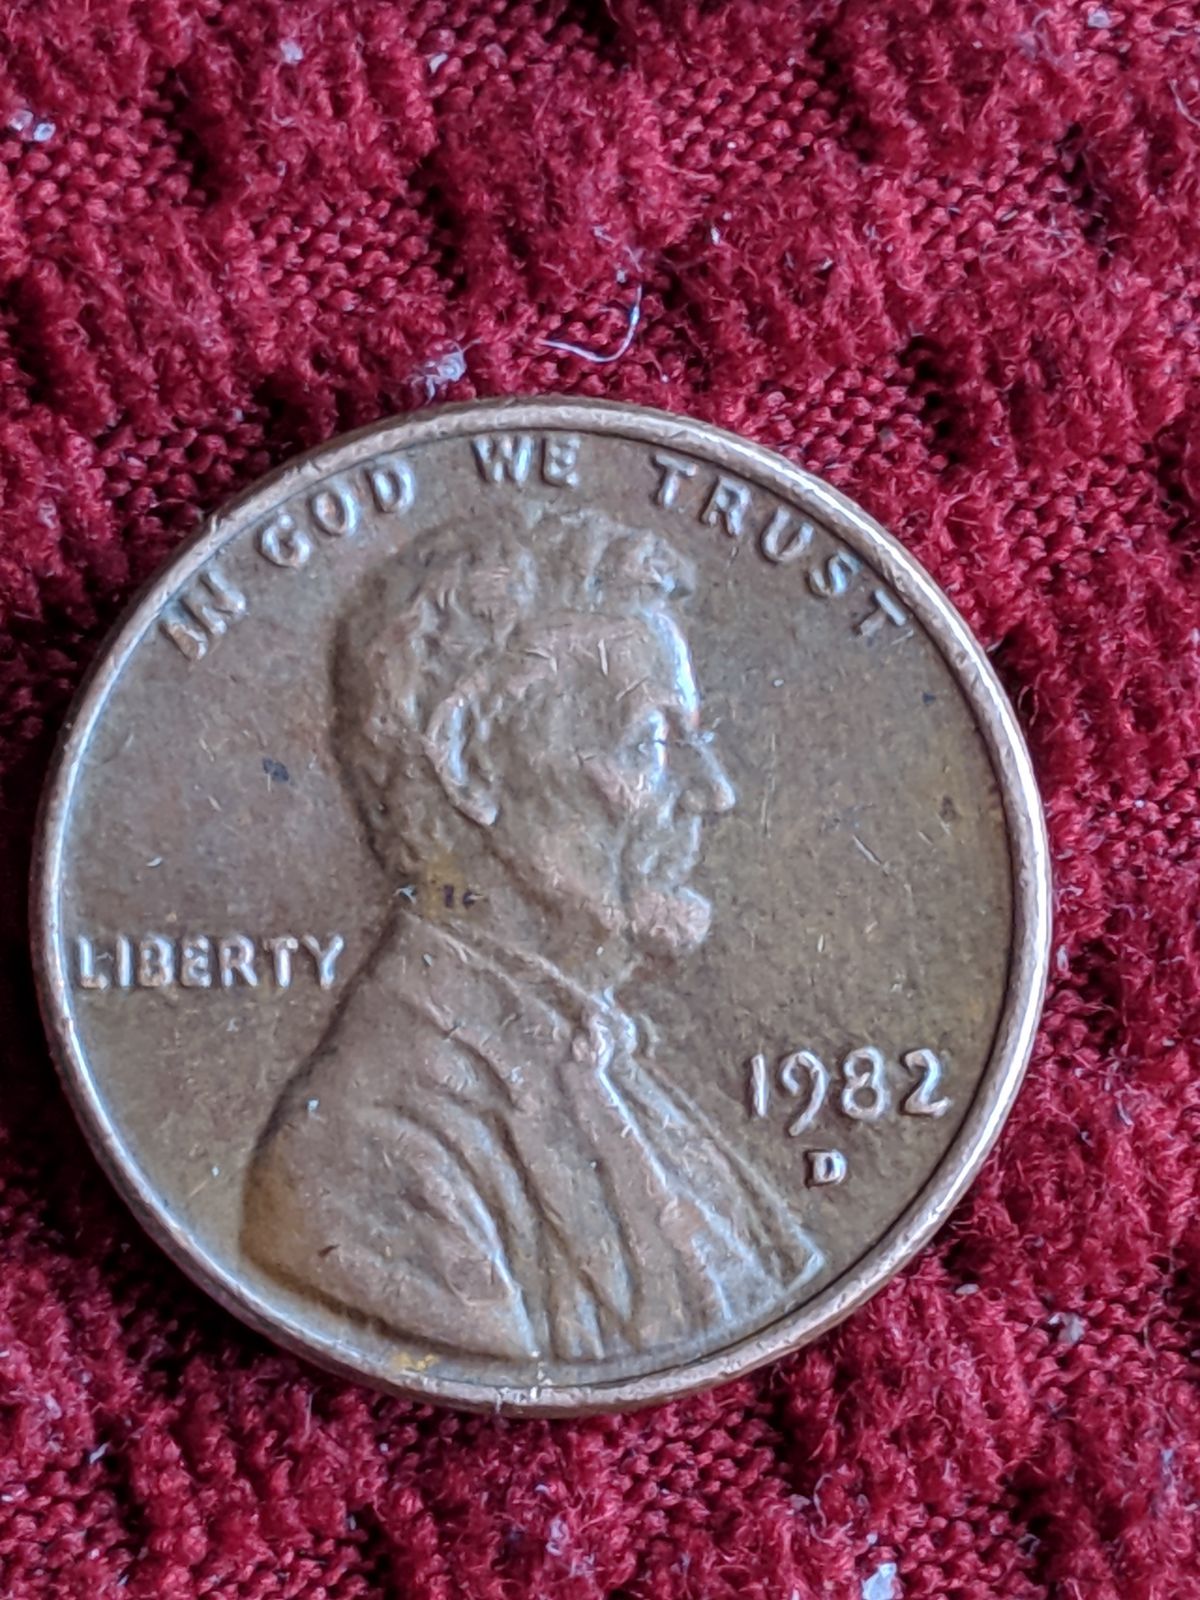 IN GOD WE TRUST
LIBERTY
1982
D